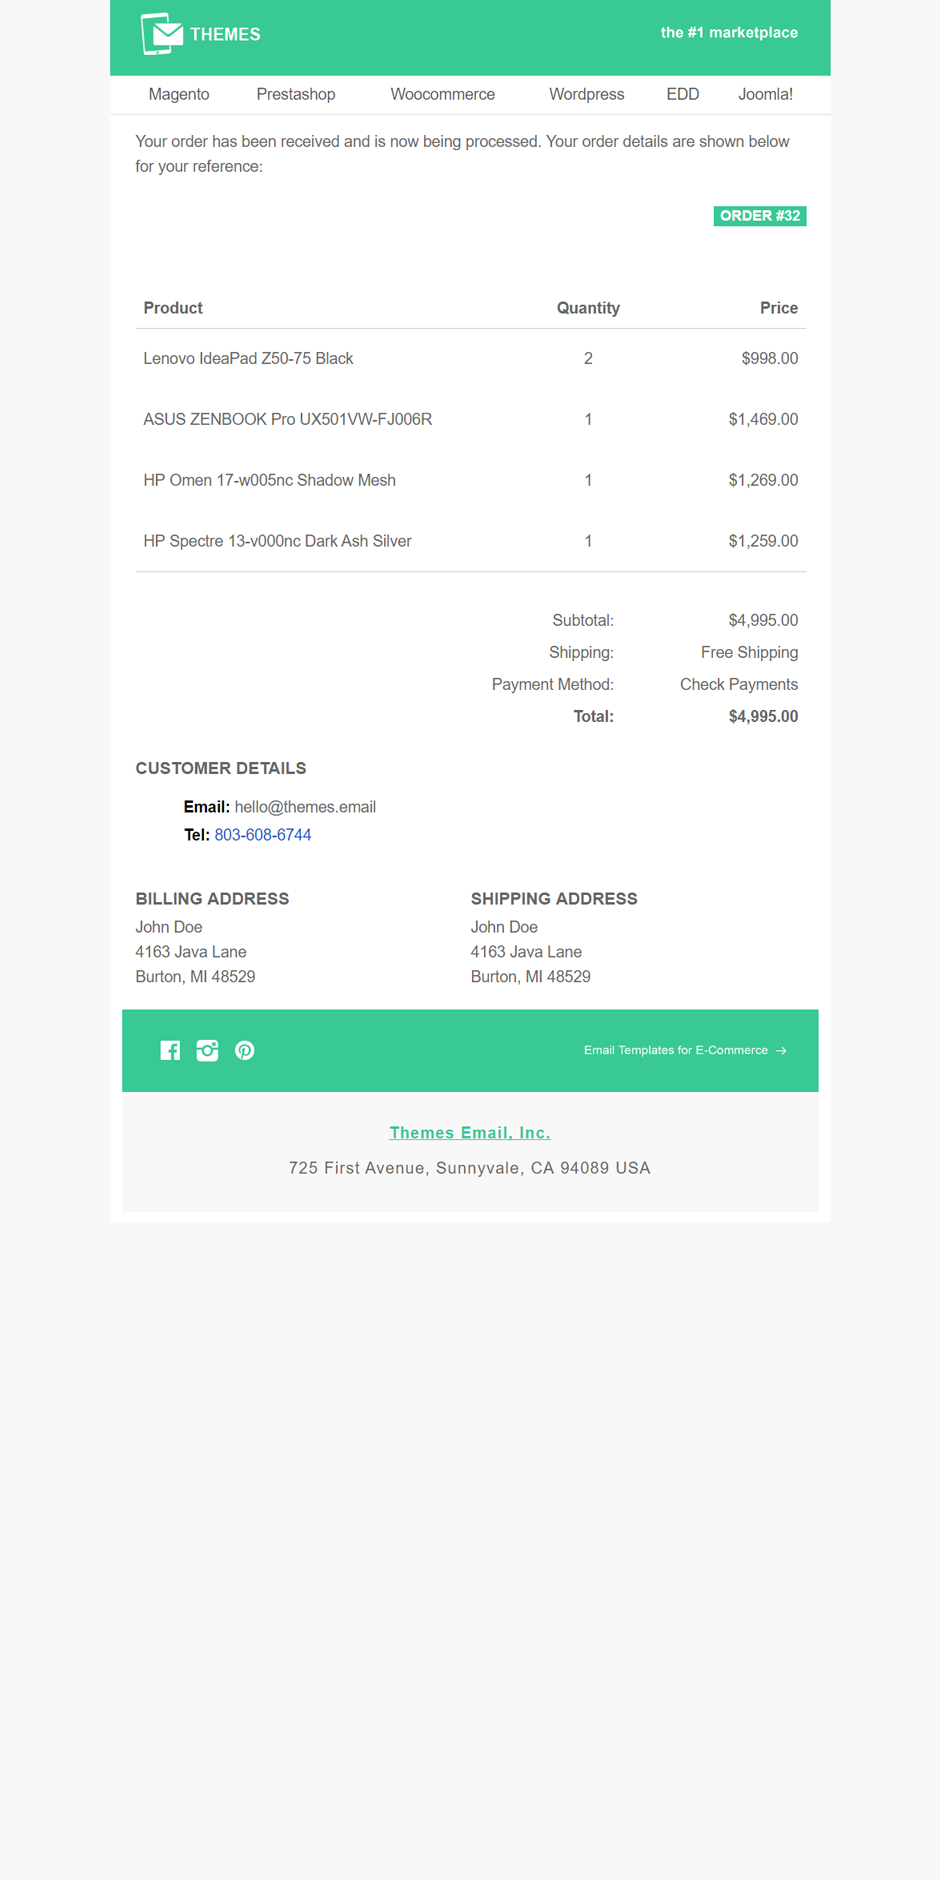 THEMES
the #1 marketplace
Magento Prestashop Woocommerce Wordpress EDD Joomla!
Your order has been received and is now being processed. Your order details are shown below
for your reference:
ORDER #32
Product Quantity Price
Lenovo IdeaPad Z50-75 Black 2 $998.00
ASUS ZENBOOK Pro UX501VW-FJ006R 1 $1,469.00
HP Omen 17-w005nc Shadow Mesh 1 $1,269.00
HP Spectre 13-v000nc Dark Ash Silver 1 $1,259.00
Subtotal: $4,995.00
Shipping: Free Shipping
Payment Method: Check Payments
Total: $4,995.00
CUSTOMER DETAILS
Email: hello@themes.email
Tel: 803-608-6744
BILLING ADDRESS
John Doe
4163 Java Lane
Burton, MI 48529
SHIPPING ADDRESS
John Doe
4163 Java Lane
Burton, MI 48529
Email Templates for E-Commerce →
Themes Email, Inc.
725 First Avenue, Sunnyvale, CA 94089 USA